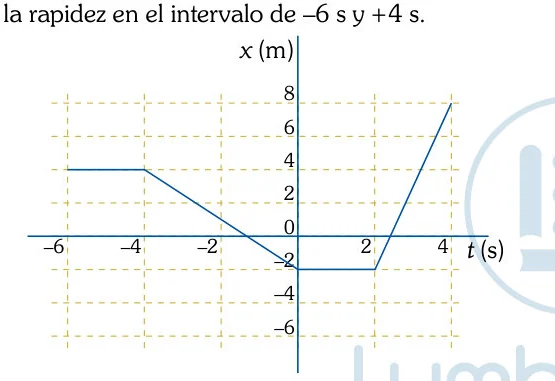 la rapidez en el intervalo de –6 s y +4 s.
x (m)
8
6
4
2
0
–6 –4 –2 2 4 t (s)
–2
–4
–6
Lumb